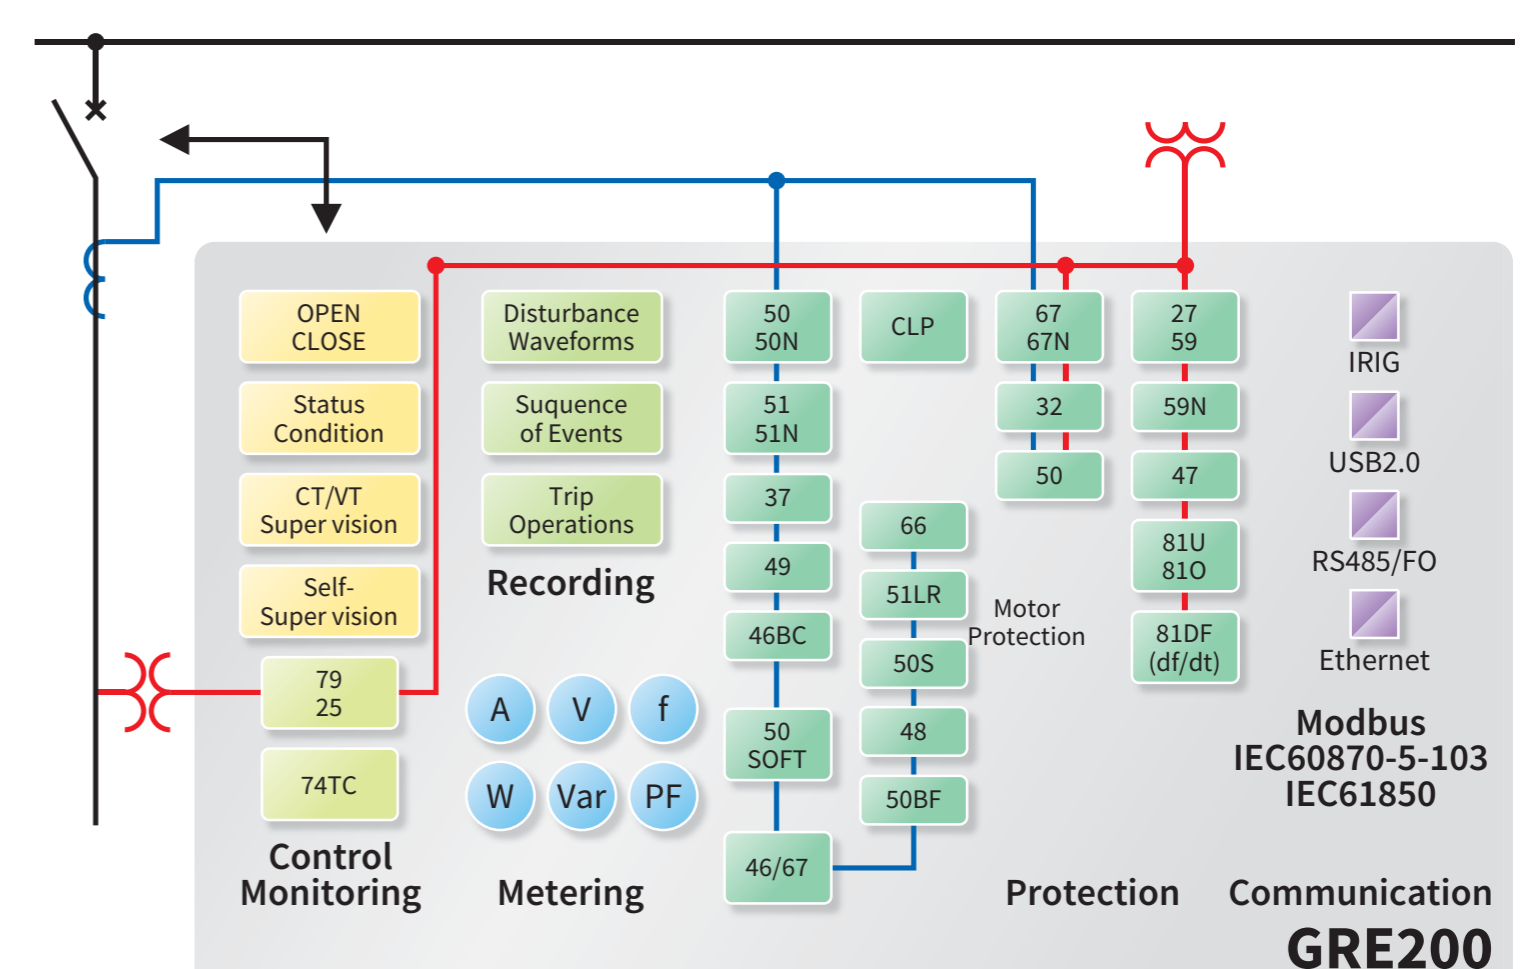 OPEN
CLOSE
Status
Condition
CT/VT
Super vision
Self-
Super vision
79
25
74TC
Control
Monitoring
Disturbance
Waveforms
Suquence
of Events
Trip
Operations
Recording
A
V
f
W
Var
PF
Metering
50
50N
51
51N
37
49
46BC
50
SOFT
46/67
CLP
66
51LR
50S
48
50BF
Motor
Protection
67
67N
32
50
27
59
59N
47
81U
81O
81DF
(df/dt)
Protection
IRIG
USB2.0
RS485/FO
Ethernet
Modbus
IEC60870-5-103
IEC61850
Communication
GRE200